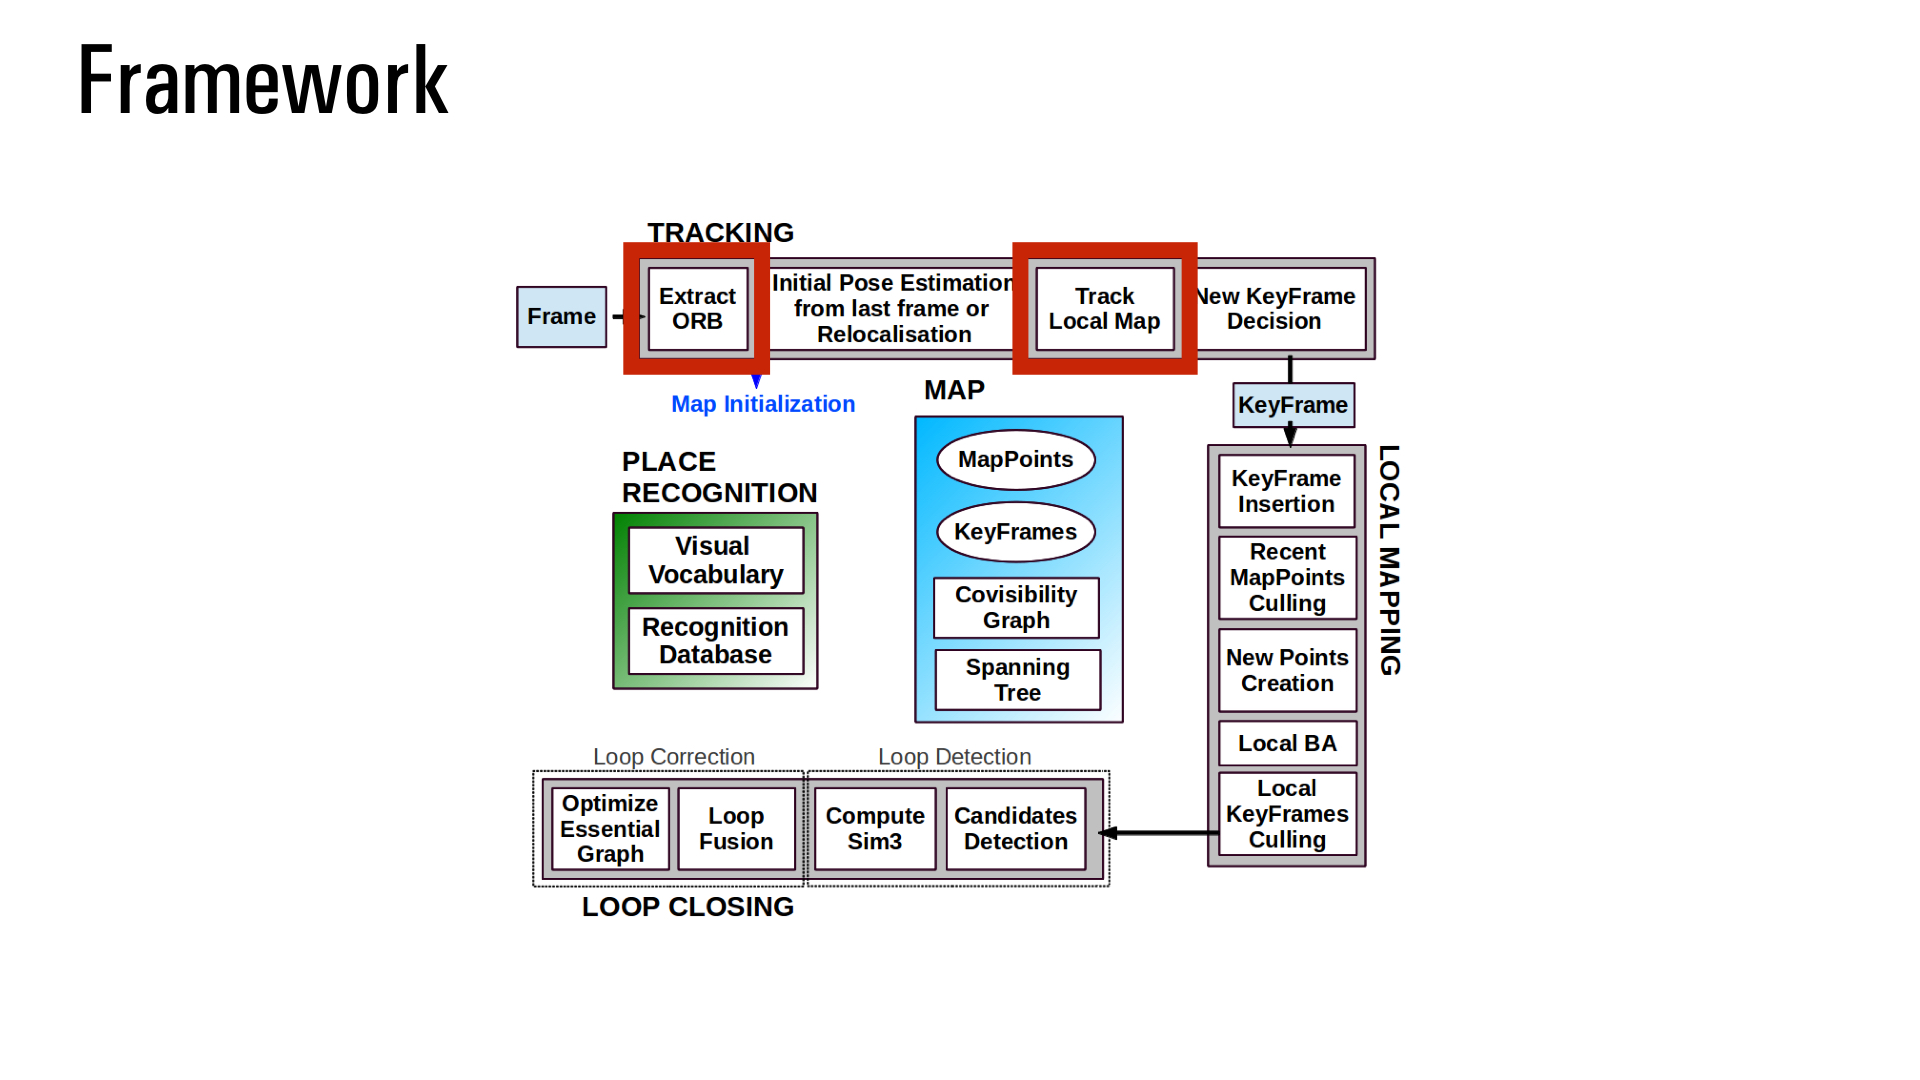 Framework
TRACKING
Frame
Extract
ORB
Initial Pose Estimation
from last frame or
Relocalisation
Track
Local Map
New KeyFrame
Decision
Map Initialization
MAP
KeyFrame
PLACE
RECOGNITION
Visual
Vocabulary
Recognition
Database
MapPoints
KeyFrames
Covisibility
Graph
Spanning
Tree
LOCAL MAPPING
KeyFrame
Insertion
Recent
MapPoints
Culling
New Points
Creation
Local BA
Local
KeyFrames
Culling
Loop Correction
Loop Detection
Optimize
Essential
Graph
Loop
Fusion
Compute
Sim3
Candidates
Detection
LOOP CLOSING